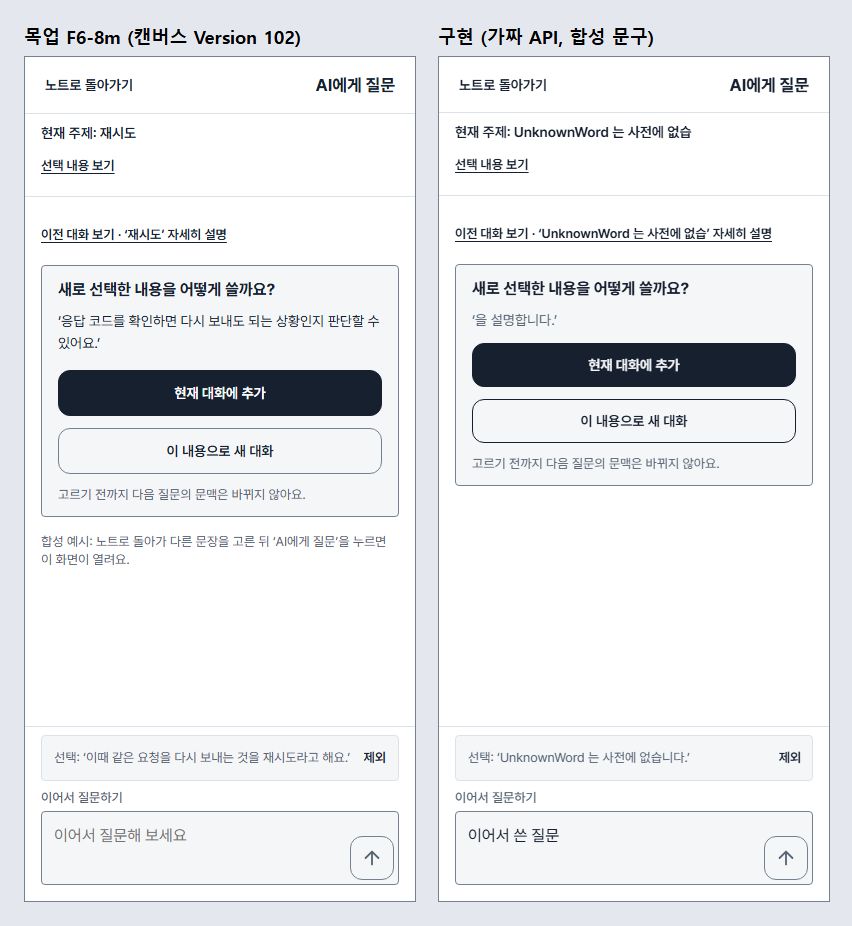 목업 F6-8m (캔버스 Version 102)
노트로 돌아가기
AI에게 질문
현재 주제: 재시도
선택 내용 보기
이전 대화 보기 · ‘재시도’ 자세히 설명
새로 선택한 내용을 어떻게 쓸까요?
‘응답 코드를 확인하면 다시 보내도 되는 상황인지 판단할 수
있어요.’
현재 대화에 추가
이 내용으로 새 대화
고르기 전까지 다음 질문의 문맥은 바뀌지 않아요.
합성 예시: 노트로 돌아가 다른 문장을 고른 뒤 ‘AI에게 질문’을 누르면
이 화면이 열려요.
선택: ‘이때 같은 요청을 다시 보내는 것을 재시도라고 해요.’
제외
이어서 질문하기
이어서 질문해 보세요
구현 (가짜 API, 합성 문구)
노트로 돌아가기
AI에게 질문
현재 주제: UnknownWord 는 사전에 없습
선택 내용 보기
이전 대화 보기 · ‘UnknownWord 는 사전에 없습’ 자세히 설명
새로 선택한 내용을 어떻게 쓸까요?
‘을 설명합니다.’
현재 대화에 추가
이 내용으로 새 대화
고르기 전까지 다음 질문의 문맥은 바뀌지 않아요.
선택: ‘UnknownWord 는 사전에 없습니다.’
제외
이어서 질문하기
이어서 쓴 질문